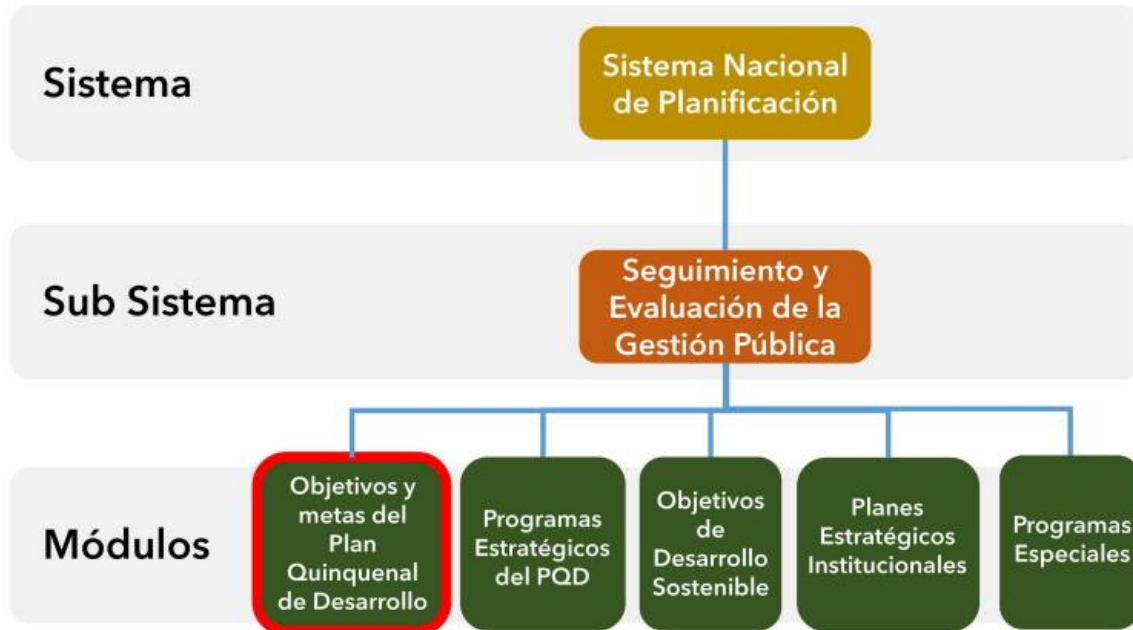 Sistema
Sistema Nacional
de Planificación
Sub Sistema
Seguimiento y
Evaluación de la
Gestión Pública
Módulos
Objetivos y
metas del
Plan
Quinquenal
de Desarrollo
Programas
Estratégicos
del PQD
Objetivos
de
Desarrollo
Sostenible
Planes
Estratégicos
Institucionales
Programas
Especiales